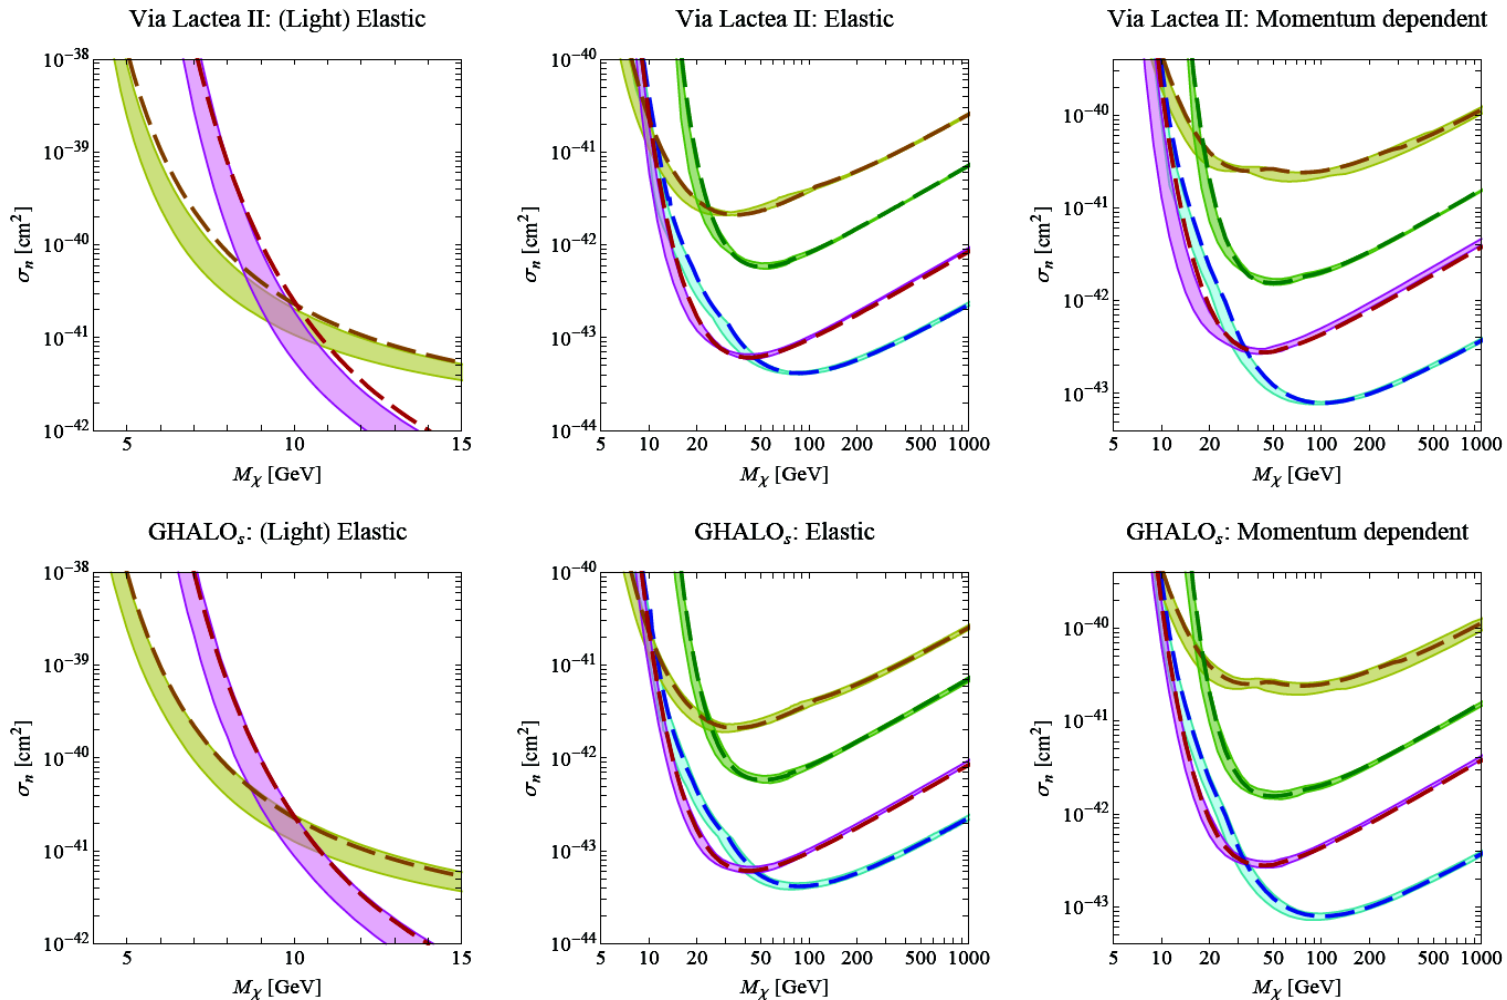 Via Lactea II: (Light) Elastic
10⁻³⁸
10⁻³⁹
10⁻⁴⁰
10⁻⁴¹
10⁻⁴²
σₙ [cm²]
5 10 15
Mχ [GeV]
Via Lactea II: Elastic
10⁻⁴⁰
10⁻⁴¹
10⁻⁴²
10⁻⁴³
10⁻⁴⁴
σₙ [cm²]
5 10 20 50 100 200 500 1000
Mχ [GeV]
Via Lactea II: Momentum dependent
10⁻⁴⁰
10⁻⁴¹
10⁻⁴²
10⁻⁴³
σₙ [cm²]
5 10 20 50 100 200 500 1000
Mχ [GeV]
GHALOₛ: (Light) Elastic
10⁻³⁸
10⁻³⁹
10⁻⁴⁰
10⁻⁴¹
10⁻⁴²
σₙ [cm²]
5 10 15
Mχ [GeV]
GHALOₛ: Elastic
10⁻⁴⁰
10⁻⁴¹
10⁻⁴²
10⁻⁴³
10⁻⁴⁴
σₙ [cm²]
5 10 20 50 100 200 500 1000
Mχ [GeV]
GHALOₛ: Momentum dependent
10⁻⁴⁰
10⁻⁴¹
10⁻⁴²
10⁻⁴³
σₙ [cm²]
5 10 20 50 100 200 500 1000
Mχ [GeV]